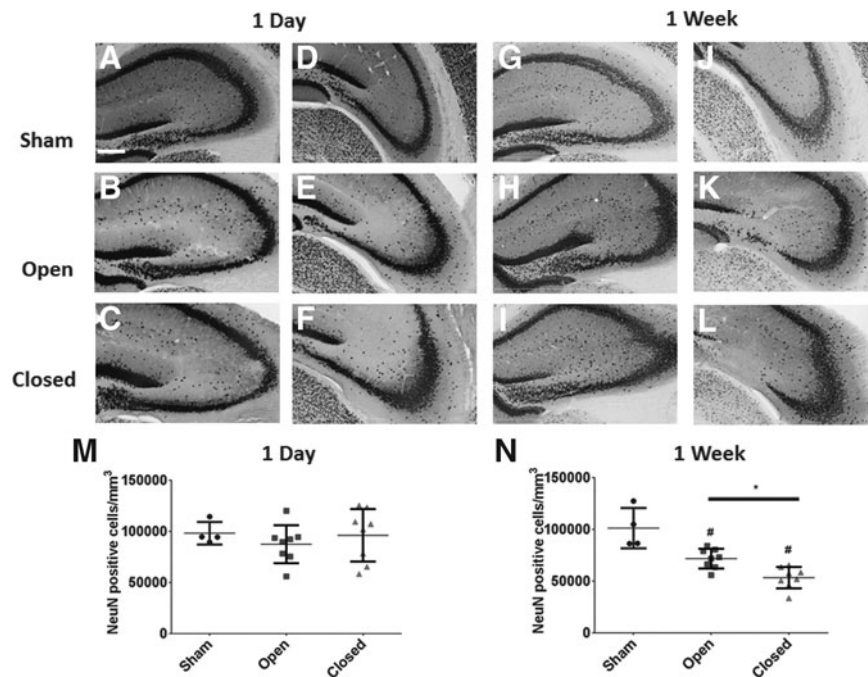 1 Day 1 Week
A D G J
Sham
B E H K
Open
C F I L
Closed
M 1 Day N 1 Week
NeuN positive cells/mm³
150000
100000
50000
0
Sham Open Closed
NeuN positive cells/mm³
150000
100000
50000
0
*
#
#
Sham Open Closed